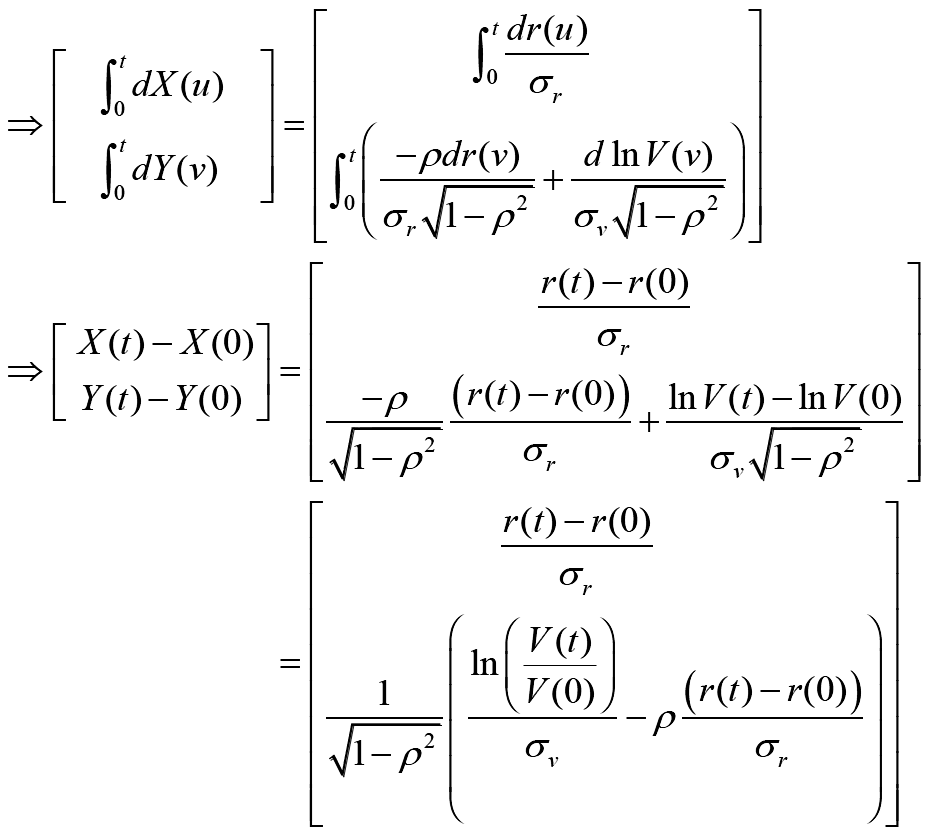 ⇒ [ ∫₀ᵗ dX(u) ; ∫₀ᵗ dY(v) ] = [ ∫₀ᵗ dr(u)/σ_r ; ∫₀ᵗ ( −ρdr(v)/(σ_r√(1−ρ²)) + d ln V(v)/(σ_v√(1−ρ²)) ) ]
⇒ [ X(t)−X(0) ; Y(t)−Y(0) ] = [ (r(t)−r(0))/σ_r ; −ρ/√(1−ρ²) (r(t)−r(0))/σ_r + (ln V(t)−ln V(0))/(σ_v√(1−ρ²)) ]
= [ (r(t)−r(0))/σ_r ; 1/√(1−ρ²) ( ln(V(t)/V(0))/σ_v − ρ (r(t)−r(0))/σ_r ) ]